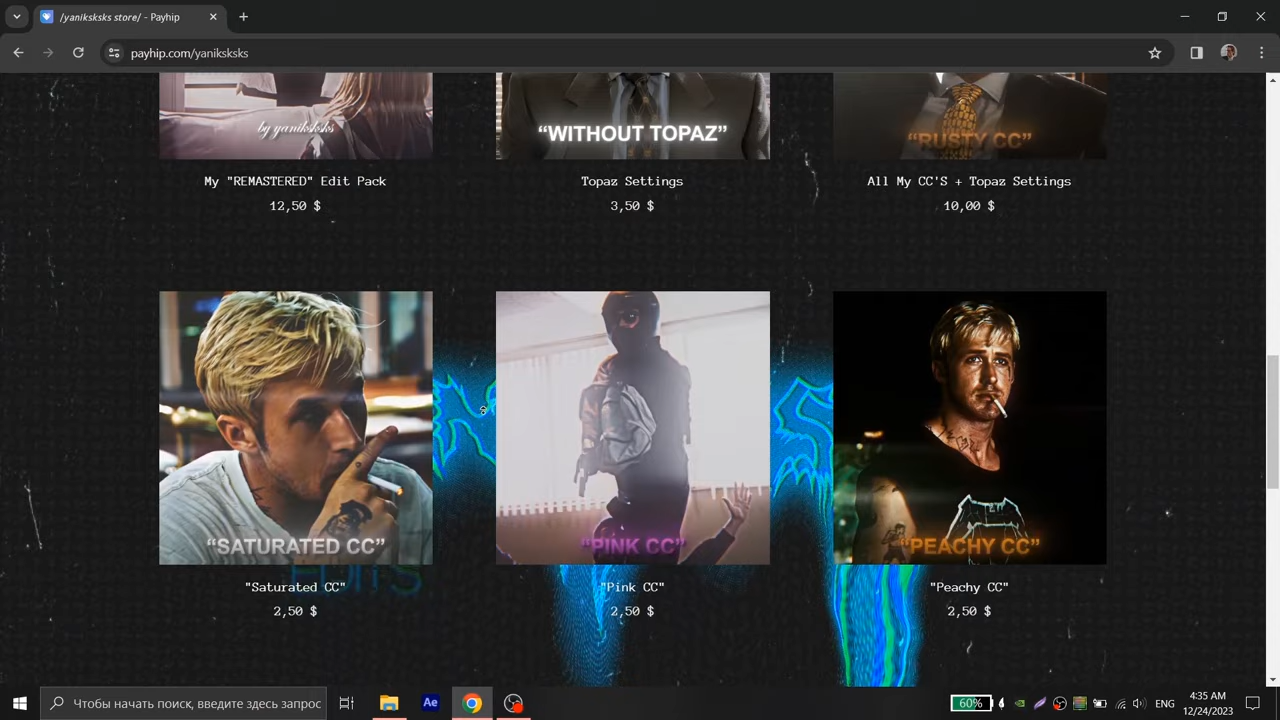 /yaniksksks store/ - Payhip
payhip.com/yaniksksks
by yaniksksks
“WITHOUT TOPAZ”
“RUSTY CC”
My "REMASTERED" Edit Pack
Topaz Settings
All My CC'S + Topaz Settings
12,50 $
3,50 $
10,00 $
“SATURATED CC”
“PINK CC”
“PEACHY CC”
EDITS
"Saturated CC"
"Pink CC"
"Peachy CC"
2,50 $
2,50 $
2,50 $
Чтобы начать поиск, введите здесь запрос
Ae
60%
4:35 AM
12/24/2023